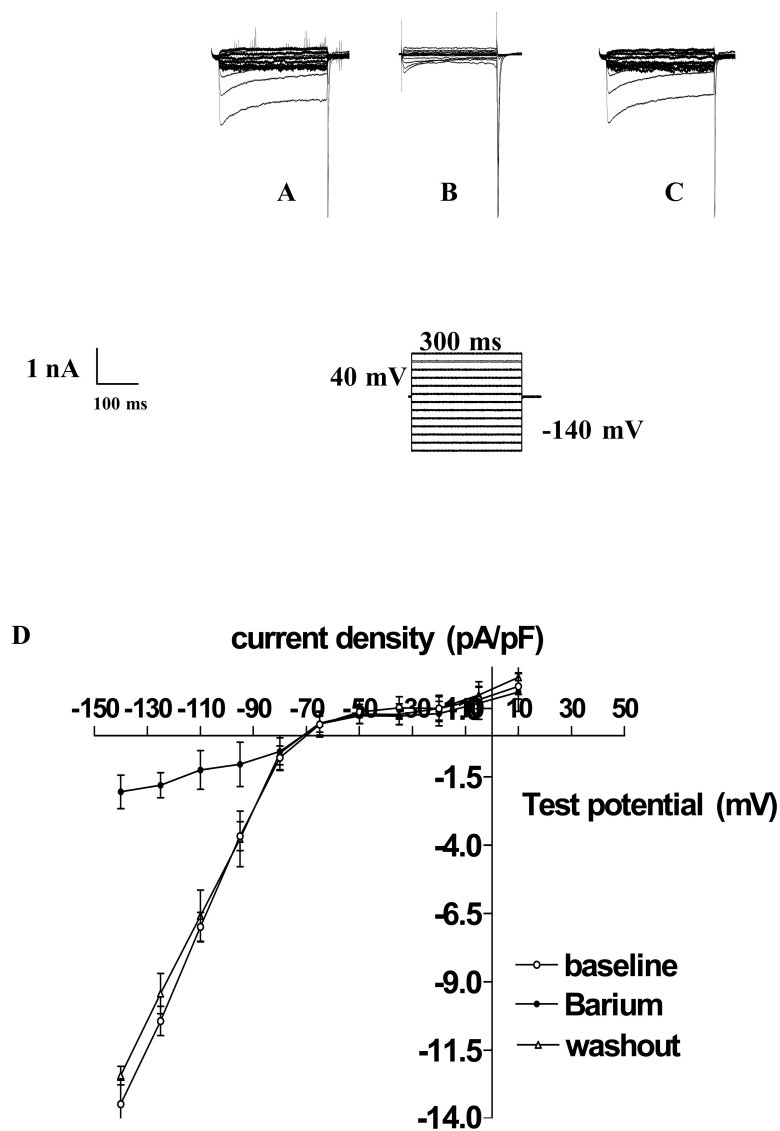 A
B
C
300 ms
1 nA
40 mV
100 ms
-140 mV
D
current density (pA/pF)
-150 -130 -110 -90 -70 -50 10 30 50
1.0
-1.5
Test potential (mV)
-4.0
-6.5
-9.0
-11.5
-14.0
baseline
Barium
washout